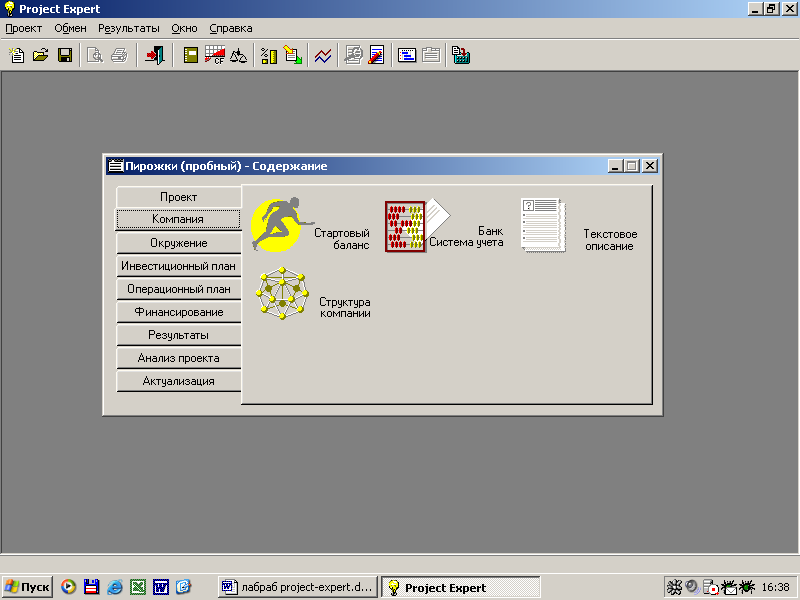 Project Expert
Проект Обмен Результаты Окно Справка
CF
Пирожки (пробный) - Содержание
Проект
Компания
Окружение
Инвестиционный план
Операционный план
Финансирование
Результаты
Анализ проекта
Актуализация
Стартовый
баланс
Банк
Система учета
?
Текстовое
описание
Структура
компании
Пуск
лабраб project-expert.d...
Project Expert
16:38